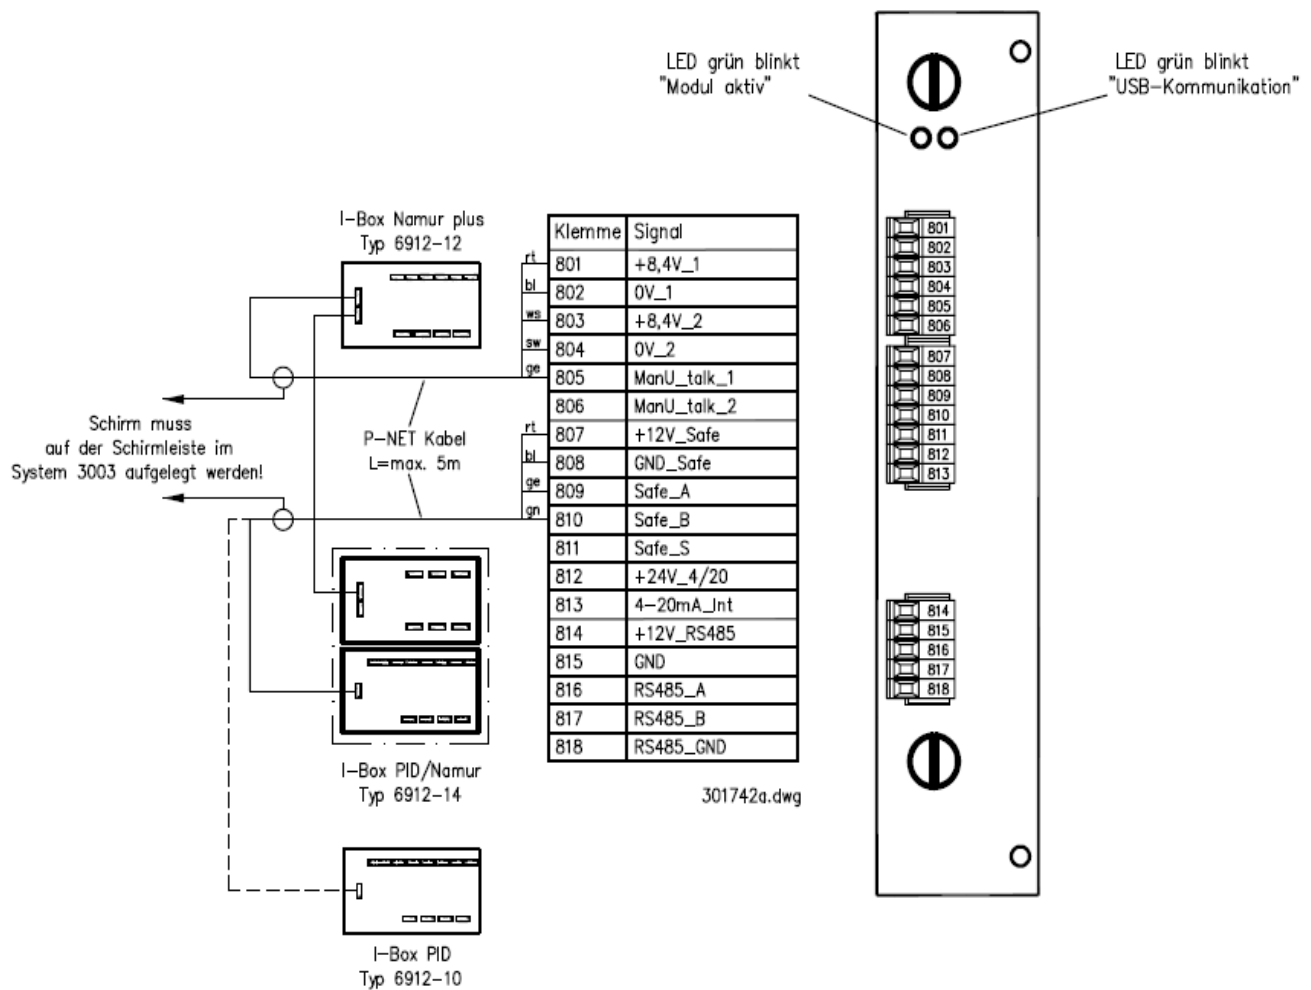 LED grün blinkt
"Modul aktiv"
LED grün blinkt
"USB-Kommunikation"
I-Box Namur plus
Typ 6912-12
Klemme Signal
rt 801 +8,4V_1
bl 802 0V_1
ws 803 +8,4V_2
sw 804 0V_2
ge 805 ManU_talk_1
806 ManU_talk_2
rt 807 +12V_Safe
bl 808 GND_Safe
ge 809 Safe_A
gn 810 Safe_B
811 Safe_S
812 +24V_4/20
813 4-20mA_Int
814 +12V_RS485
815 GND
816 RS485_A
817 RS485_B
818 RS485_GND
Schirm muss
auf der Schirmleiste im
System 3003 aufgelegt werden!
P-NET Kabel
L=max. 5m
I-Box PID/Namur
Typ 6912-14
301742a.dwg
I-Box PID
Typ 6912-10
801
802
803
804
805
806
807
808
809
810
811
812
813
814
815
816
817
818